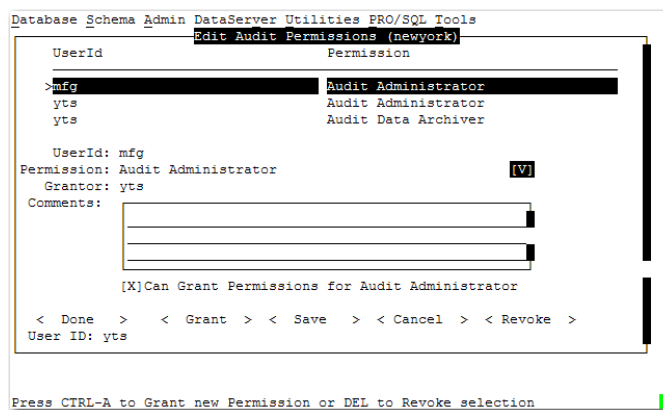 Database Schema Admin DataServer Utilities PRO/SQL Tools
Edit Audit Permissions (newyork)
UserId Permission
>mfg Audit Administrator
yts Audit Administrator
yts Audit Data Archiver
UserId: mfg
Permission: Audit Administrator [V]
Grantor: yts
Comments:
[X]Can Grant Permissions for Audit Administrator
< Done > < Grant > < Save > < Cancel > < Revoke >
User ID: yts
Press CTRL-A to Grant new Permission or DEL to Revoke selection